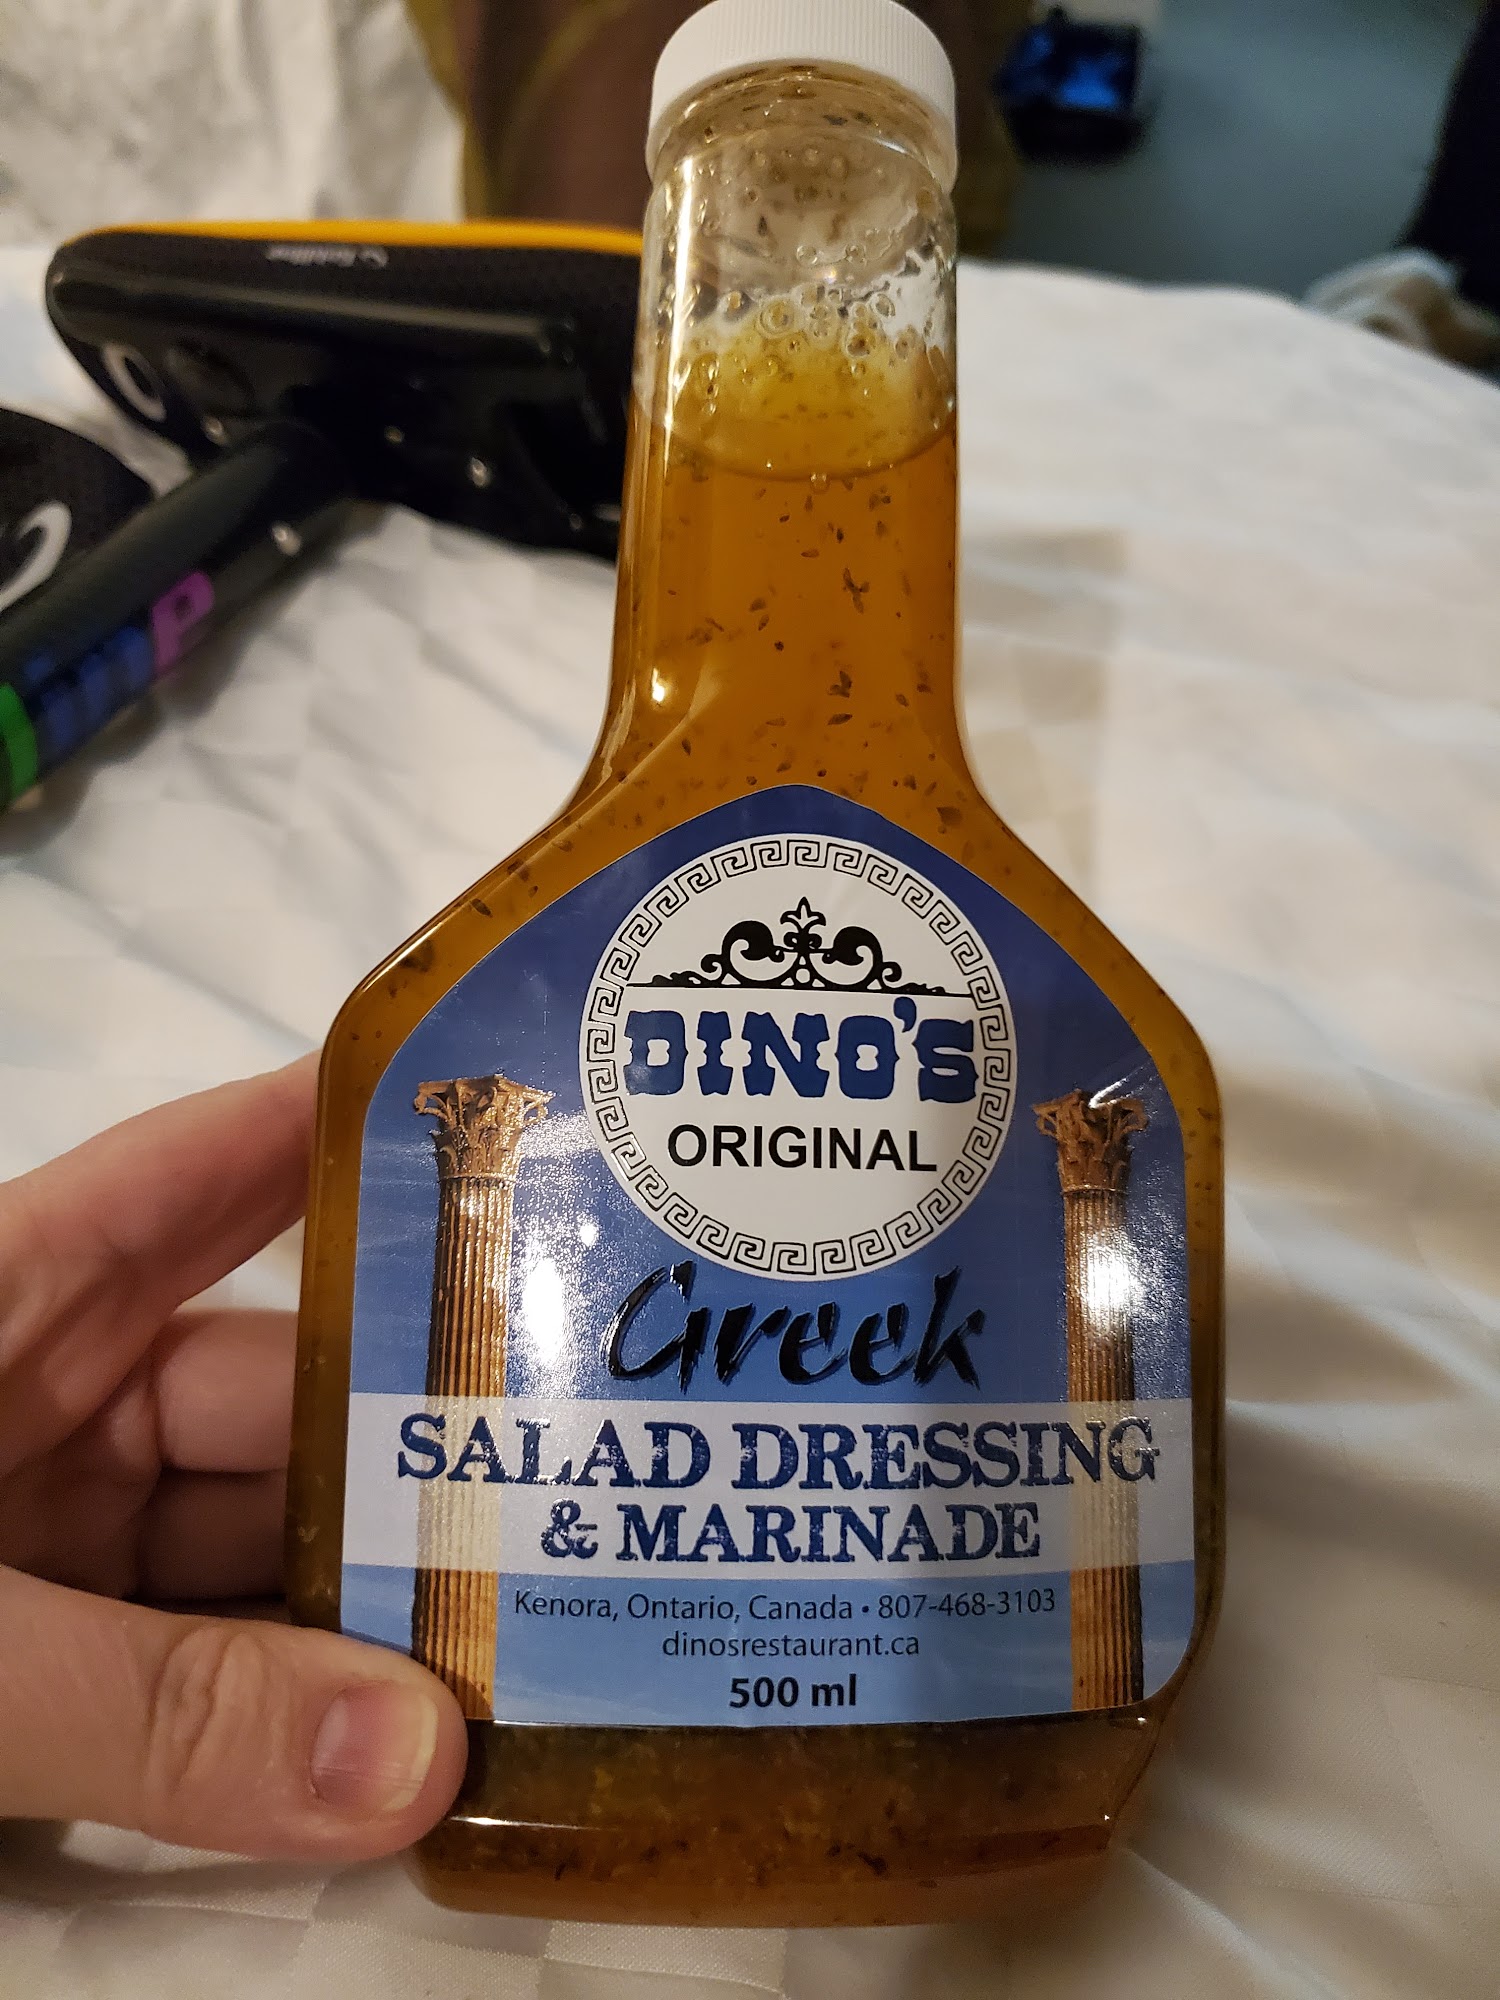 DINO'S
ORIGINAL
Greek
SALAD DRESSING
& MARINADE
Kenora, Ontario, Canada • 807-468-3103
dinosrestaurant.ca
500 ml